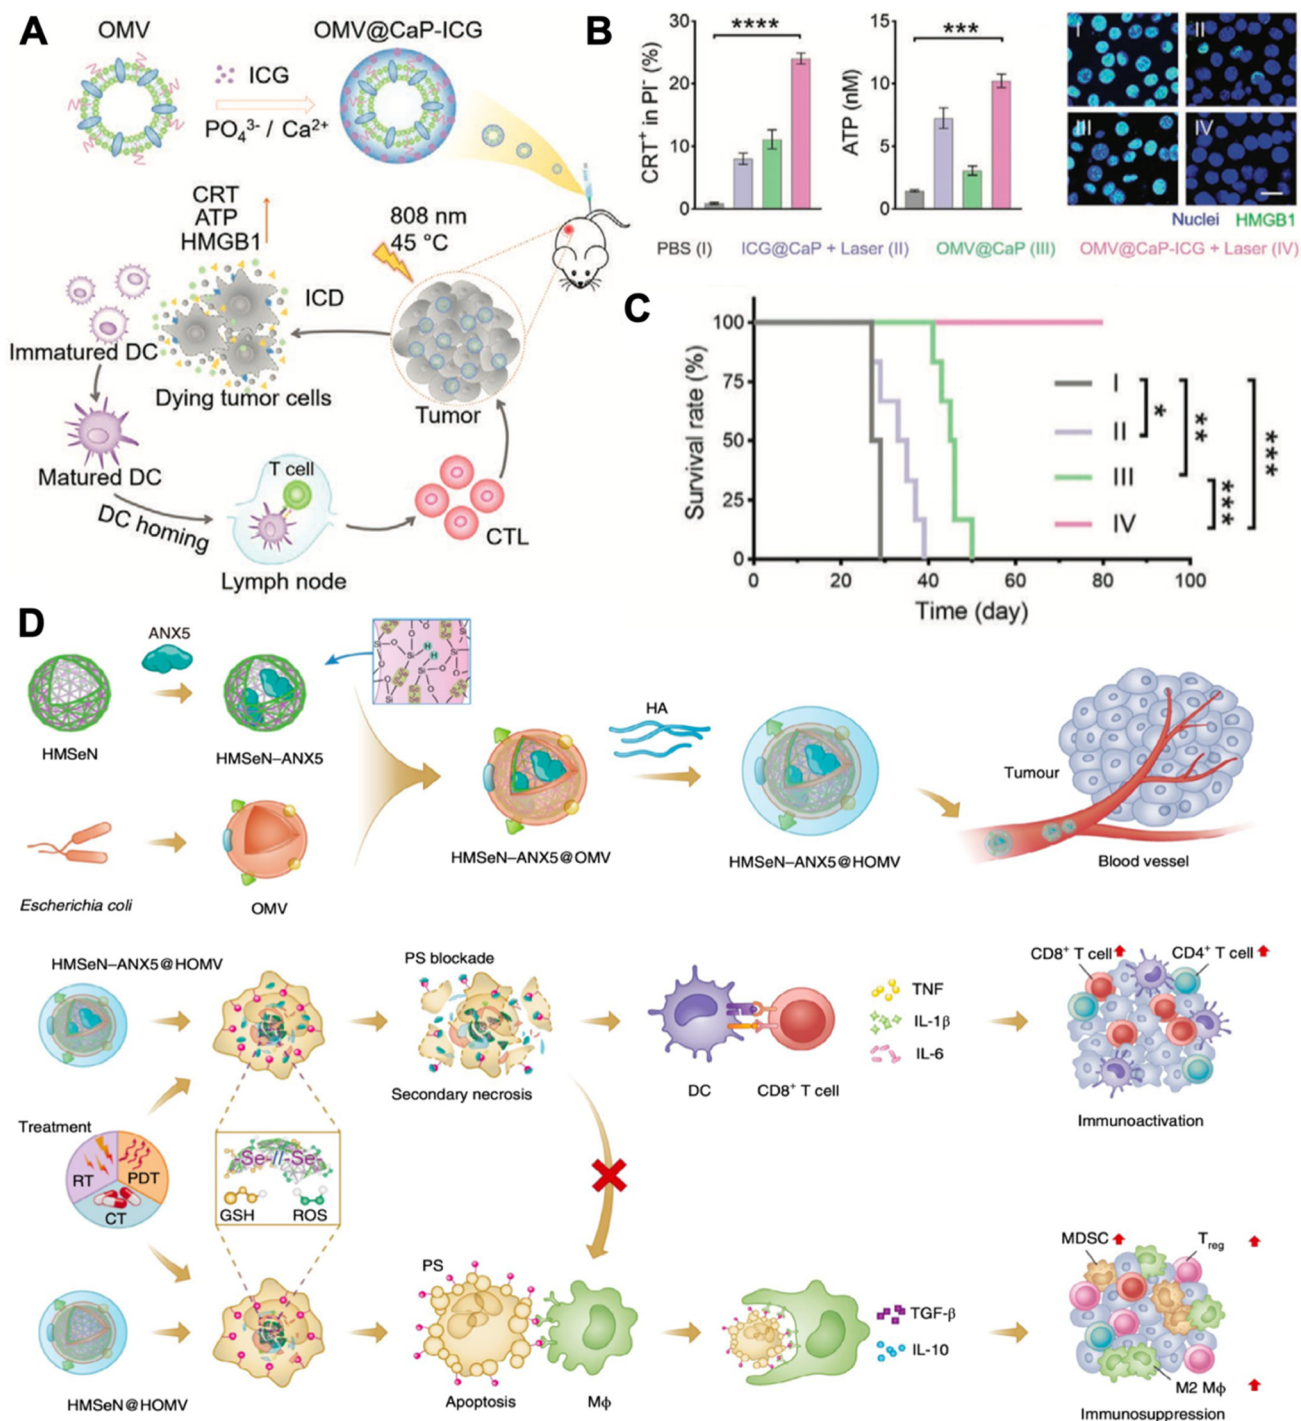 A
OMV
OMV@CaP-ICG
ICG
PO₄³⁻ / Ca²⁺
CRT
ATP
HMGB1
808 nm
45 °C
ICD
Immatured DC
Dying tumor cells
Tumor
Matured DC
T cell
DC homing
CTL
Lymph node
B
CRT⁺ in PI⁻ (%)
30
20
10
0
****
ATP (nM)
15
10
5
0
***
I
II
III
IV
Nuclei HMGB1
PBS (I) ICG@CaP + Laser (II) OMV@CaP (III) OMV@CaP-ICG + Laser (IV)
C
Survival rate (%)
100
75
50
25
0
0 20 40 60 80 100
Time (day)
I
II
III
IV
*
**
***
***
D
ANX5
HMSeN
HMSeN–ANX5
Si O H
HA
Tumour
Escherichia coli
OMV
HMSeN–ANX5@OMV
HMSeN–ANX5@HOMV
Blood vessel
HMSeN–ANX5@HOMV
PS blockade
Secondary necrosis
DC
CD8⁺ T cell
TNF
IL-1β
IL-6
CD8⁺ T cell
CD4⁺ T cell
Immunoactivation
Treatment
RT
PDT
CT
-Se-//-Se-
GSH
ROS
PS
Apoptosis
Mϕ
TGF-β
IL-10
MDSC
Treg
M2 Mϕ
HMSeN@HOMV
Immunosuppression